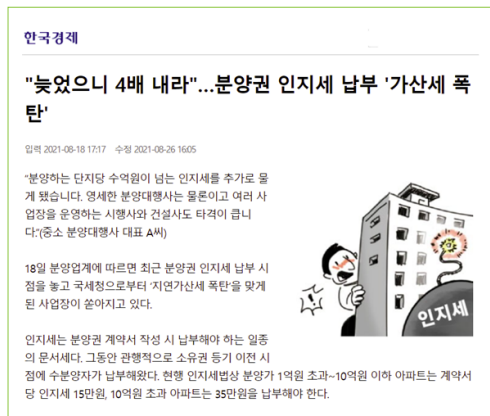 한국경제
"늦었으니 4배 내라"...분양권 인지세 납부 '가산세 폭
탄'
입력 2021-08-18 17:17 수정 2021-08-26 16:05
“분양하는 단지당 수억원이 넘는 인지세를 추가로 물
게 됐습니다. 영세한 분양대행사는 물론이고 여러 사
업장을 운영하는 시행사와 건설사도 타격이 큽니
다.”(중소 분양대행사 대표 A씨)
18일 분양업계에 따르면 최근 분양권 인지세 납부 시
점을 놓고 국세청으로부터 ‘지연가산세 폭탄’을 맞게
된 사업장이 쏟아지고 있다.
인지세는 분양권 계약서 작성 시 납부해야 하는 일종
의 문서세다. 그동안 관행적으로 소유권 등기 이전 시
점에 수분양자가 납부해왔다. 현행 인지세법상 분양가 1억원 초과~10억원 이하 아파트는 계약서
당 인지세 15만원, 10억원 초과 아파트는 35만원을 납부해야 한다.
인지세